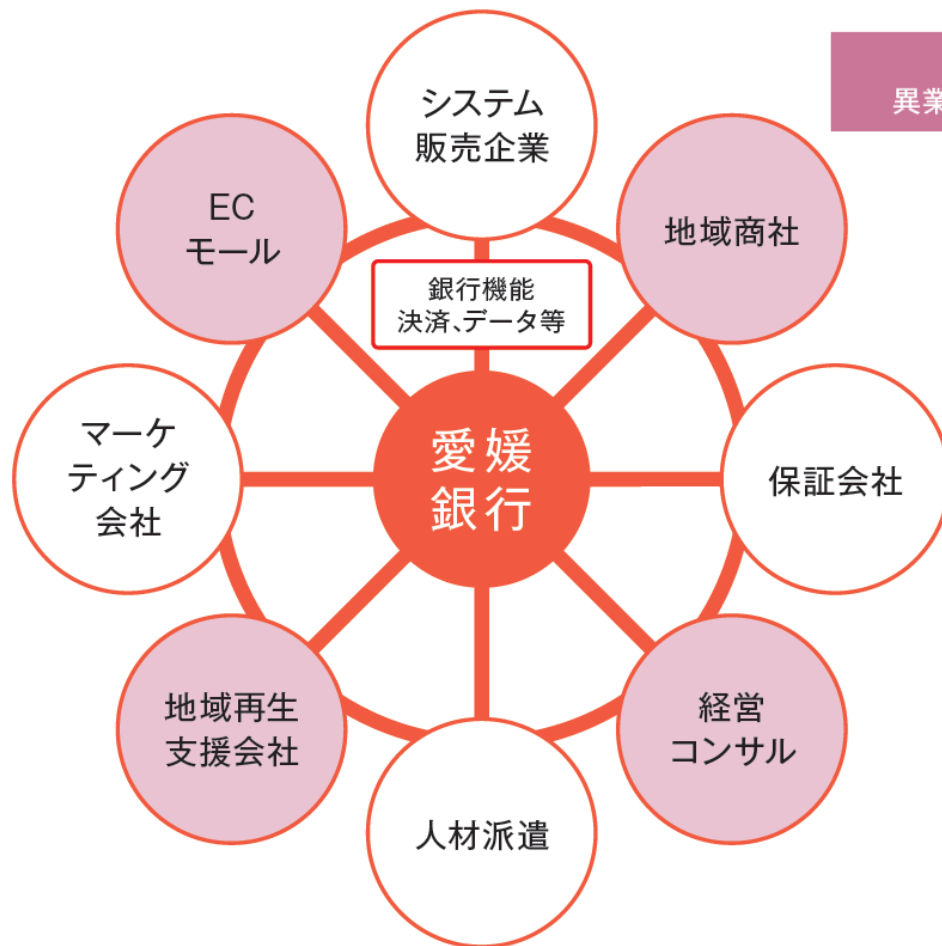 システム
販売企業
異業
EC
モール
地域商社
銀行機能
決済、データ等
マーケ
ティング
会社
愛媛
銀行
保証会社
地域再生
支援会社
経営
コンサル
人材派遣